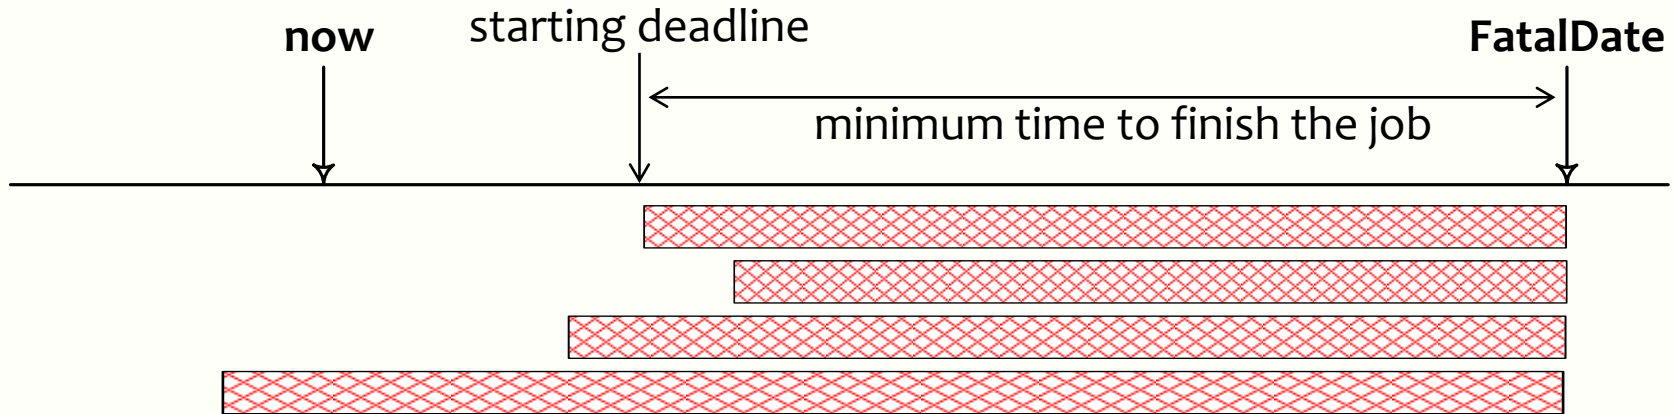 now
starting deadline
FatalDate
minimum time to finish the job